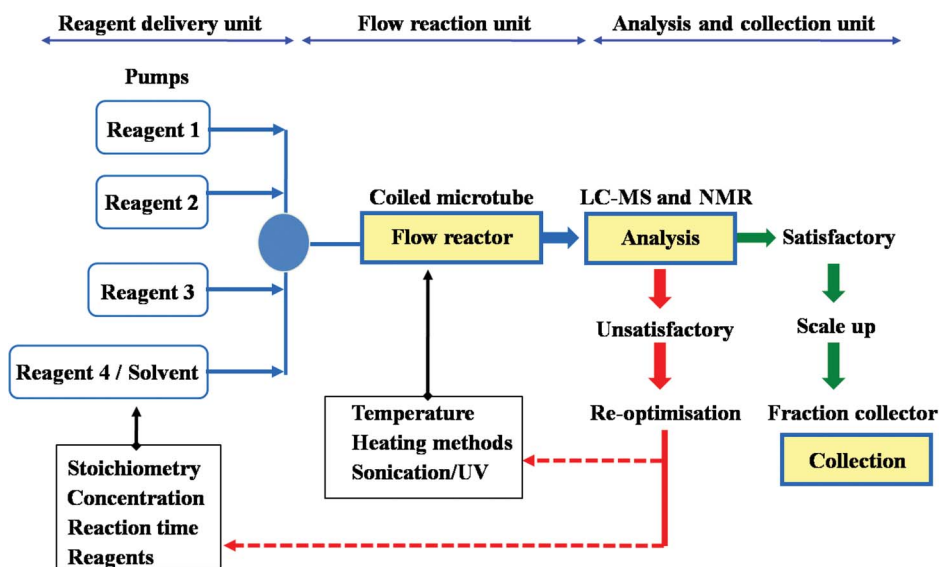 Reagent delivery unit
Flow reaction unit
Analysis and collection unit
Pumps
Reagent 1
Reagent 2
Reagent 3
Reagent 4 / Solvent
Stoichiometry
Concentration
Reaction time
Reagents
Coiled microtube
Flow reactor
Temperature
Heating methods
Sonication/UV
LC-MS and NMR
Analysis
Unsatisfactory
Re-optimisation
Satisfactory
Scale up
Fraction collector
Collection